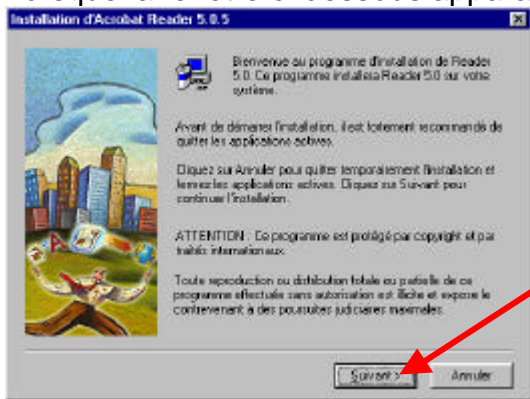 Installation d'Acrobat Reader 5.0.5
Bienvenue au programme d'installation de Reader
5.0. Ce programme installera Reader 5.0 sur votre
système.
Avant de démarrer l'installation, il est fortement recommandé de
quitter les applications actives.
Cliquez sur Annuler pour quitter temporairement l'installation et
fermez les applications actives. Cliquez sur Suivant pour
continuer l'installation.
ATTENTION : Ce programme est protégé par copyright et par
traités internationaux.
Toute reproduction ou distribution totale ou partielle de ce
programme effectuée sans autorisation est illicite et expose le
contrevenant à des poursuites judiciaires maximales.
Suivant >
Annuler